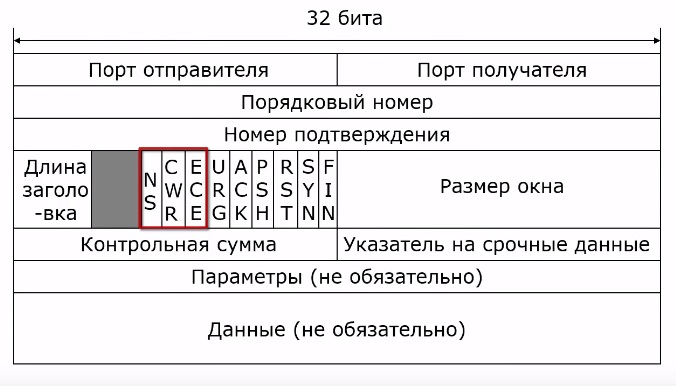 32 бита
Порт отправителя Порт получателя
Порядковый номер
Номер подтверждения
Длина
заголо
-вка
NS
CWR
ECE
URG
ACK
PSH
RST
SYN
FIN
Размер окна
Контрольная сумма Указатель на срочные данные
Параметры (не обязательно)
Данные (не обязательно)